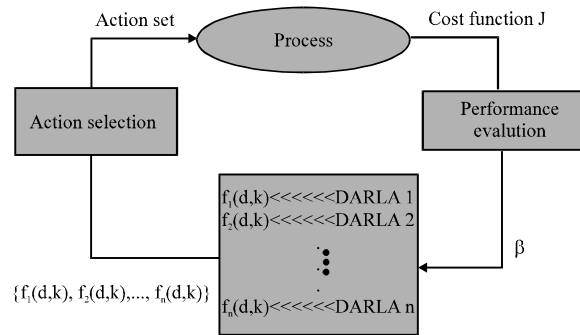 Action set
Process
Cost function J
Action selection
Performance
evalution
f₁(d,k)<<<<<<DARLA 1
f₂(d,k)<<<<<<DARLA 2
fₙ(d,k)<<<<<<DARLA n
β
{f₁(d,k), f₂(d,k),..., fₙ(d,k)}